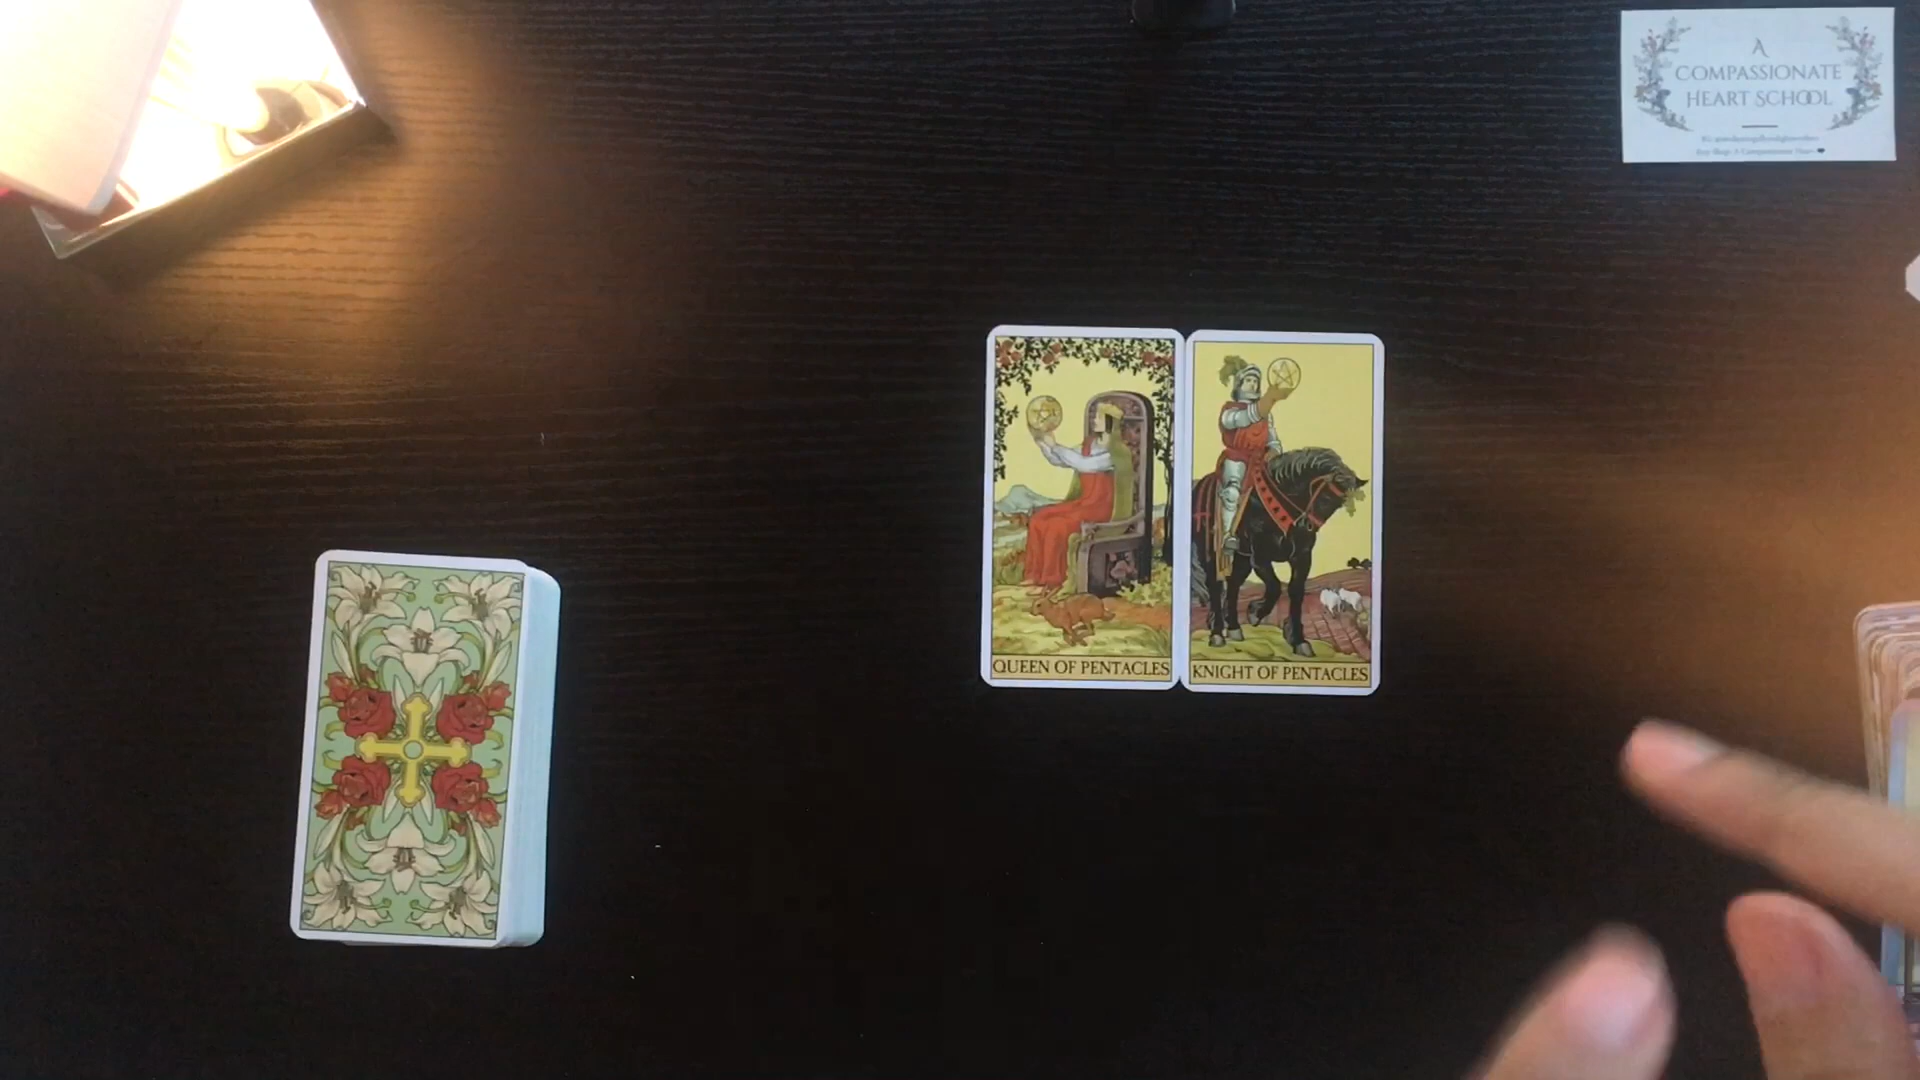 A
COMPASSIONATE
HEART SCHOOL
QUEEN OF PENTACLES
KNIGHT OF PENTACLES